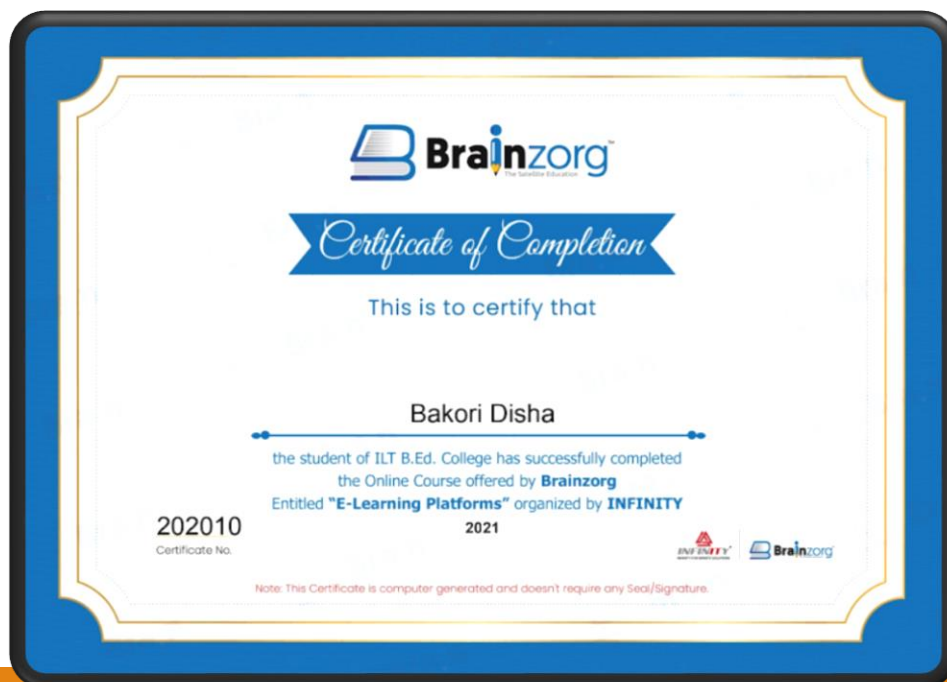 Brainzorg™
The Satellite Education
Certificate of Completion
This is to certify that
Bakori Disha
the student of ILT B.Ed. College has successfully completed
the Online Course offered by Brainzorg
Entitled "E-Learning Platforms" organized by INFINITY
2021
202010
Certificate No.
INFINITY
Brainzorg
Note: This Certificate is computer generated and doesn't require any Seal/Signature.